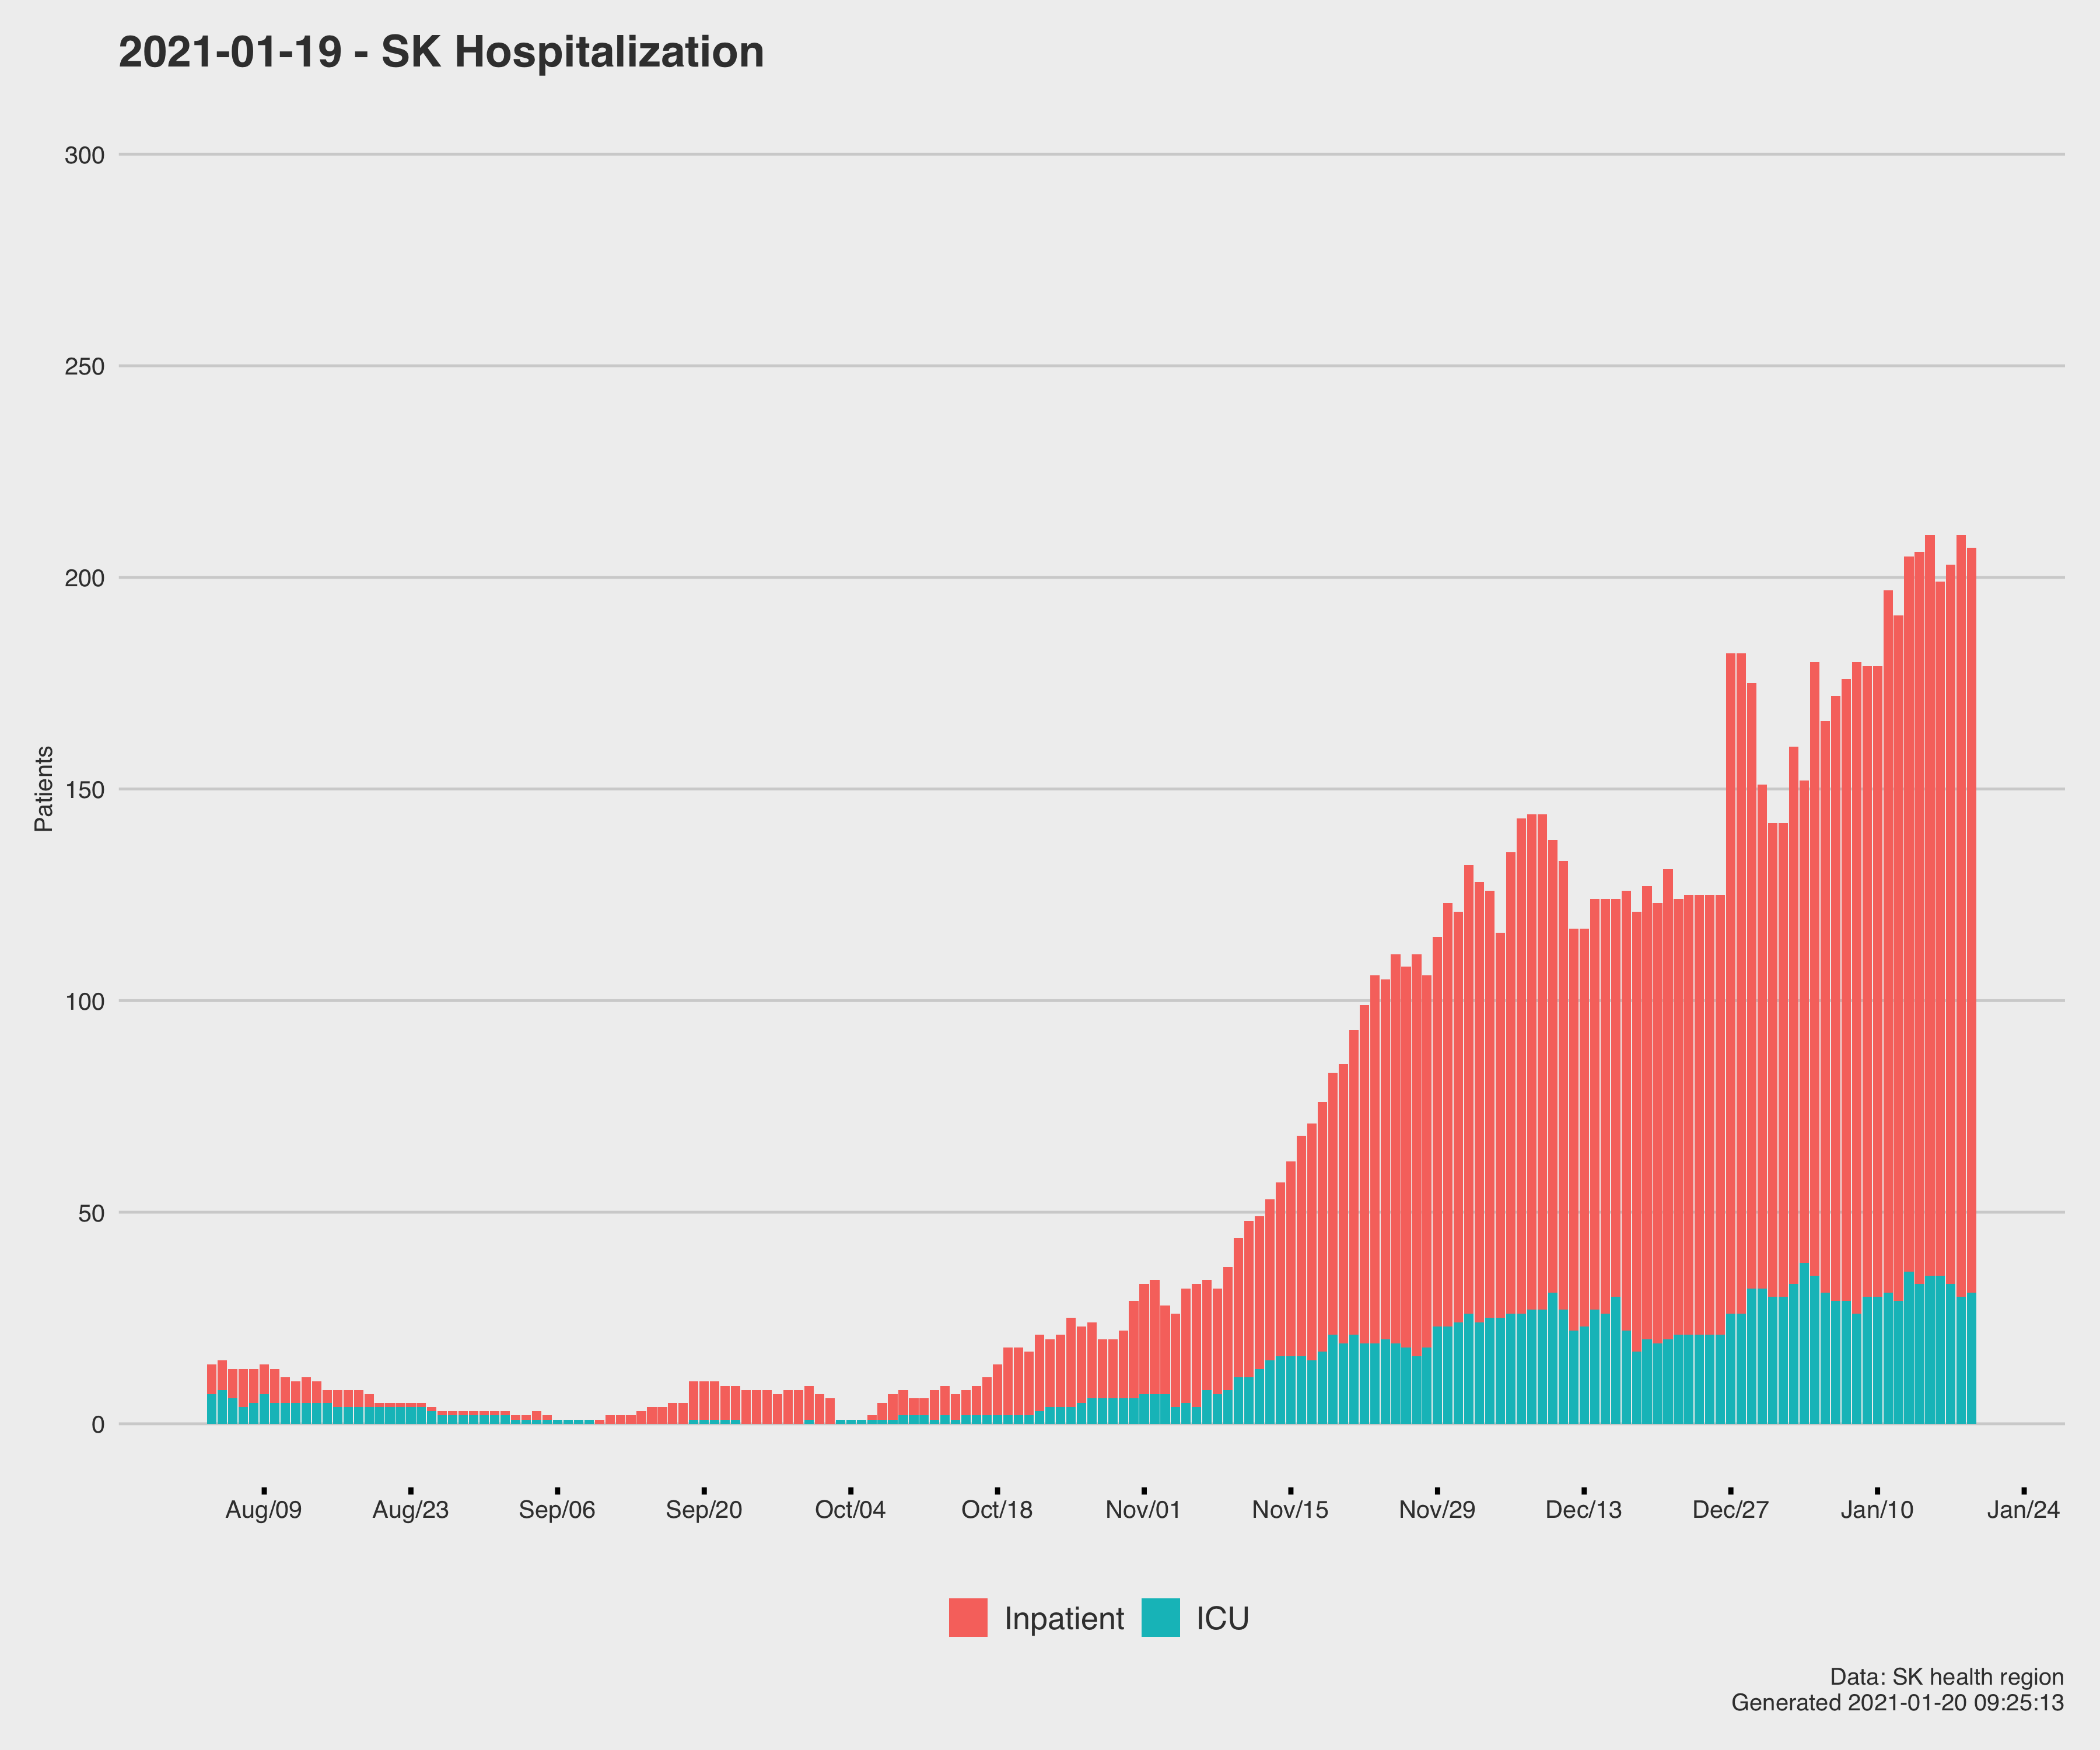 2021-01-19 - SK Hospitalization
300
250
200
150
100
50
0
Patients
Aug/09 Aug/23 Sep/06 Sep/20 Oct/04 Oct/18 Nov/01 Nov/15 Nov/29 Dec/13 Dec/27 Jan/10 Jan/24
Inpatient ICU
Data: SK health region
Generated 2021-01-20 09:25:13